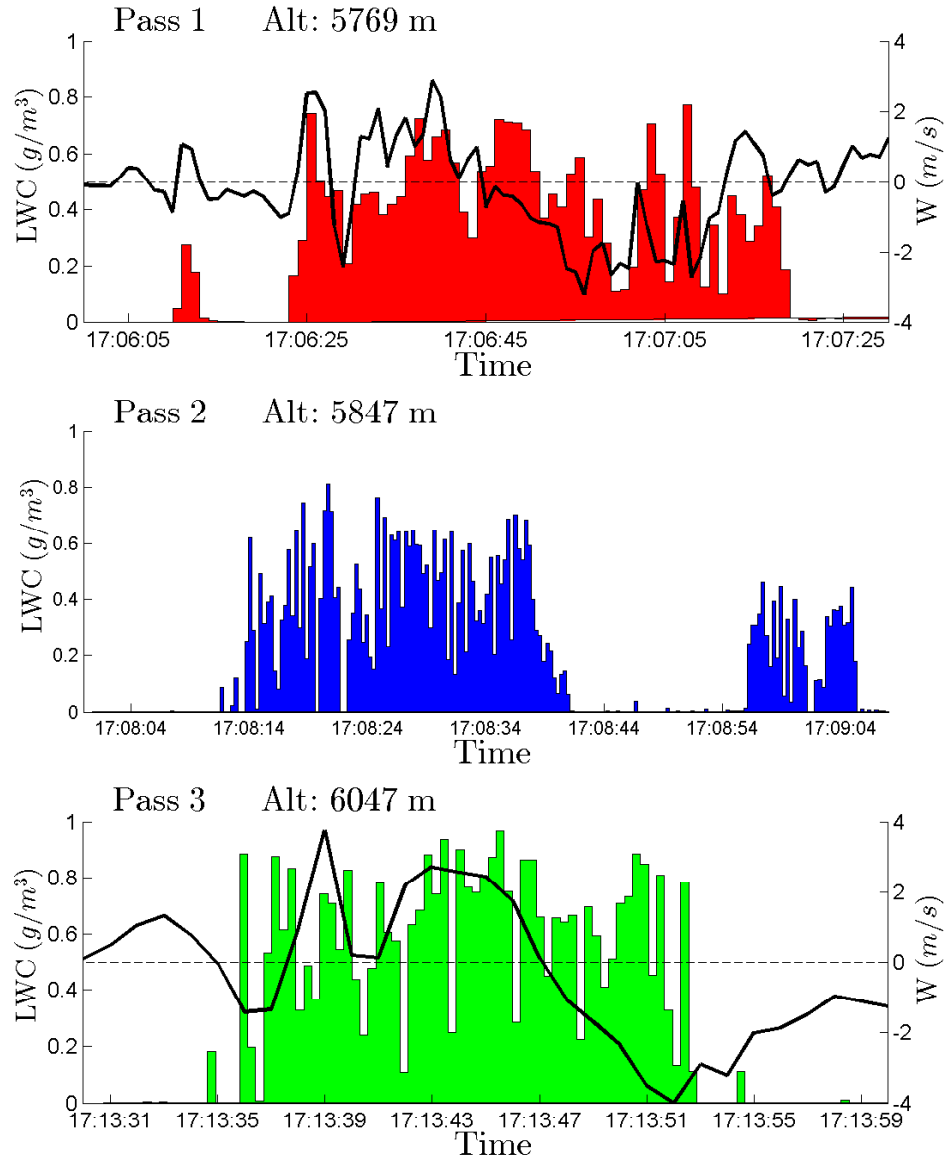 Pass 1 Alt: 5769 m
1 4
0.8 2
0.6
0 0.4
0.2 -2
0 -4
LWC (g/m³)
W (m/s)
17:06:05 17:06:25 17:06:45 17:07:05 17:07:25
Time
Pass 2 Alt: 5847 m
1
0.8
0.6
0.4
0.2
0
LWC (g/m³)
17:08:04 17:08:14 17:08:24 17:08:34 17:08:44 17:08:54 17:09:04
Time
Pass 3 Alt: 6047 m
1 4
0.8 2
0.6
0 0.4
0.2 -2
0 -4
LWC (g/m³)
W (m/s)
17:13:31 17:13:35 17:13:39 17:13:43 17:13:47 17:13:51 17:13:55 17:13:59
Time